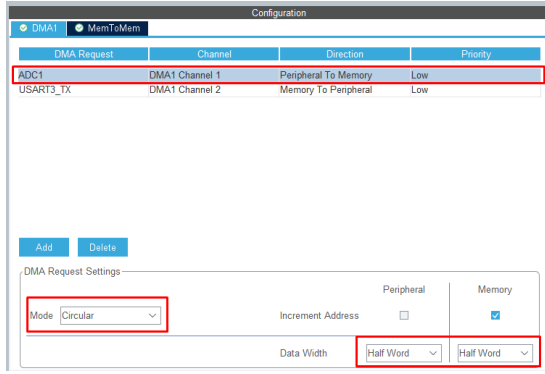 Configuration
DMA1 MemToMem
DMA Request Channel Direction Priority
ADC1 DMA1 Channel 1 Peripheral To Memory Low
USART3_TX DMA1 Channel 2 Memory To Peripheral Low
Add Delete
DMA Request Settings
Peripheral Memory
Mode Circular Increment Address
Data Width Half Word Half Word